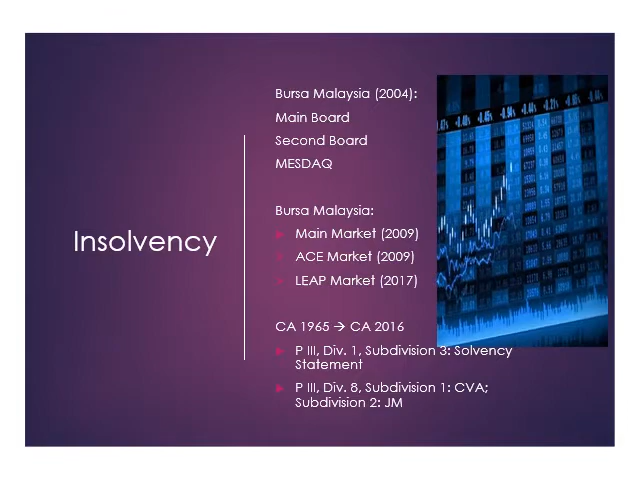 Insolvency
Bursa Malaysia (2004):
Main Board
Second Board
MESDAQ
Bursa Malaysia:
Main Market (2009)
ACE Market (2009)
LEAP Market (2017)
CA 1965 → CA 2016
P III, Div. 1, Subdivision 3: Solvency
Statement
P III, Div. 8, Subdivision 1: CVA;
Subdivision 2: JM